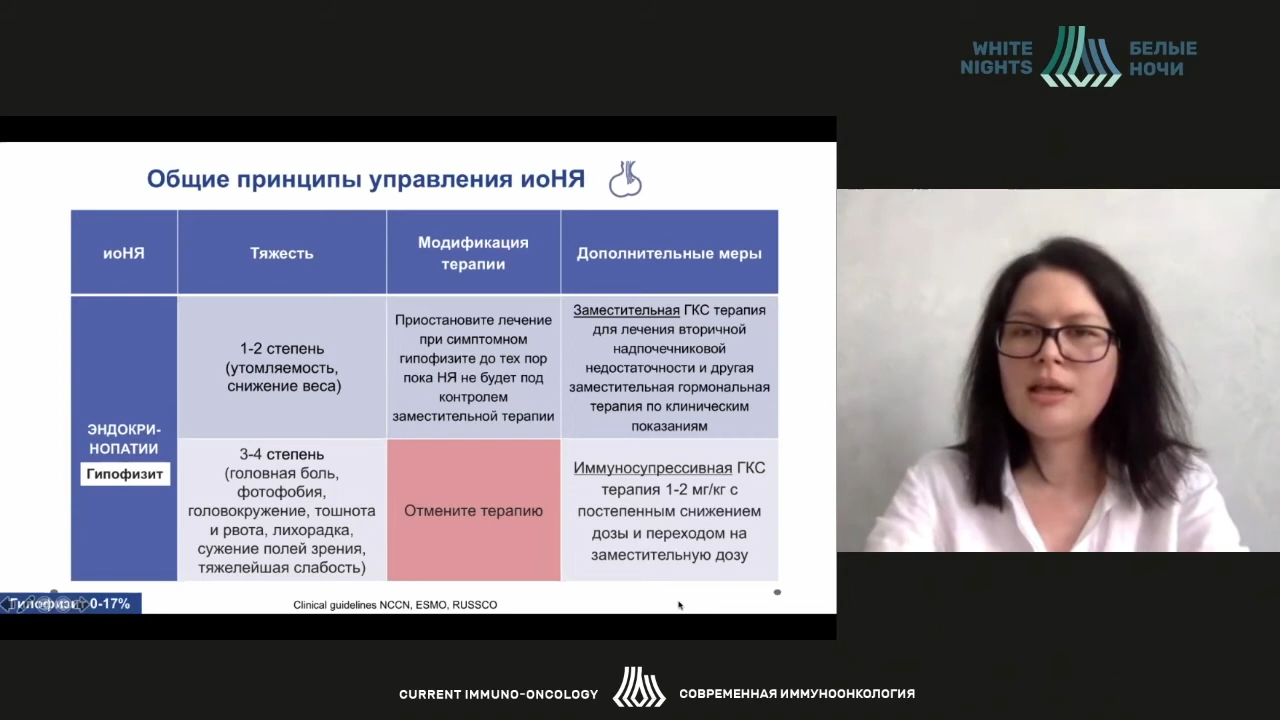 WHITE
NIGHTS
БЕЛЫЕ
НОЧИ
Общие принципы управления иоНЯ
иоНЯ
Тяжесть
Модификация
терапии
Дополнительные меры
ЭНДОКРИ-
НОПАТИИ
Гипофизит
1-2 степень
(утомляемость,
снижение веса)
Приостановите лечение
при симптомном
гипофизите до тех пор
пока НЯ не будет под
контролем
заместительной терапии
Заместительная ГКС терапия
для лечения вторичной
надпочечниковой
недостаточности и другая
заместительная гормональная
терапия по клиническим
показаниям
3-4 степень
(головная боль,
фотофобия,
головокружение, тошнота
и рвота, лихорадка,
сужение полей зрения,
тяжелейшая слабость)
Отмените терапию
Иммуносупрессивная ГКС
терапия 1-2 мг/кг с
постепенным снижением
дозы и переходом на
заместительную дозу
Гипофизит 0-17%
Clinical guidelines NCCN, ESMO, RUSSCO
CURRENT IMMUNO-ONCOLOGY
СОВРЕМЕННАЯ ИММУНООНКОЛОГИЯ